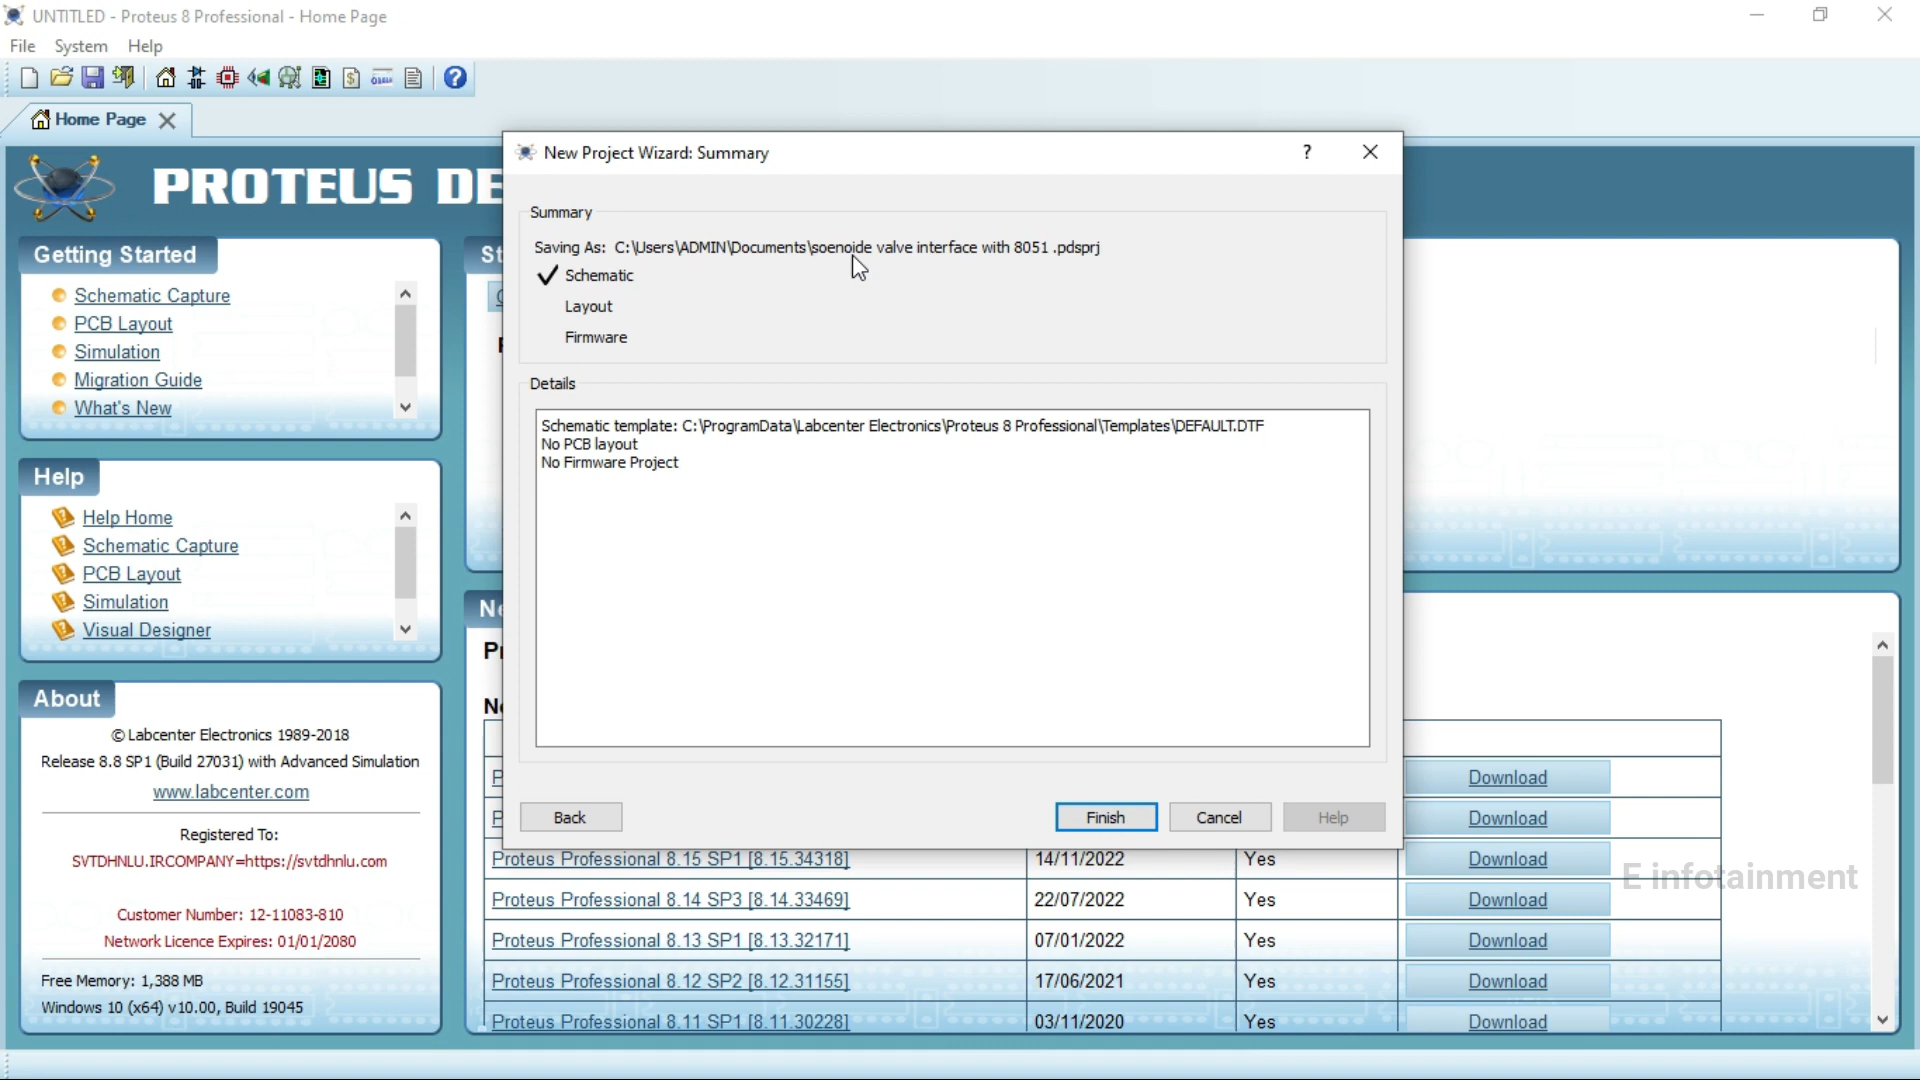 UNTITLED - Proteus 8 Professional - Home Page
File System Help
Home Page
PROTEUS DE
New Project Wizard: Summary
?
Summary
Saving As: C:\Users\ADMIN\Documents\soenoide valve interface with 8051 .pdsprj
Schematic
Layout
Firmware
Details
Schematic template: C:\ProgramData\Labcenter Electronics\Proteus 8 Professional\Templates\DEFAULT.DTF
No PCB layout
No Firmware Project
Back
Finish
Cancel
Help
Getting Started
Schematic Capture
PCB Layout
Simulation
Migration Guide
What's New
Help
Help Home
Schematic Capture
PCB Layout
Simulation
Visual Designer
About
© Labcenter Electronics 1989-2018
Release 8.8 SP1 (Build 27031) with Advanced Simulation
www.labcenter.com
Registered To:
SVTDHNLU.IRCOMPANY=https://svtdhnlu.com
Customer Number: 12-11083-810
Network Licence Expires: 01/01/2080
Free Memory: 1,388 MB
Windows 10 (x64) v10.00, Build 19045
Download
Download
Proteus Professional 8.15 SP1 [8.15.34318] 14/11/2022 Yes Download
Proteus Professional 8.14 SP3 [8.14.33469] 22/07/2022 Yes Download
Proteus Professional 8.13 SP1 [8.13.32171] 07/01/2022 Yes Download
Proteus Professional 8.12 SP2 [8.12.31155] 17/06/2021 Yes Download
Proteus Professional 8.11 SP1 [8.11.30228] 03/11/2020 Yes Download
E infotainment